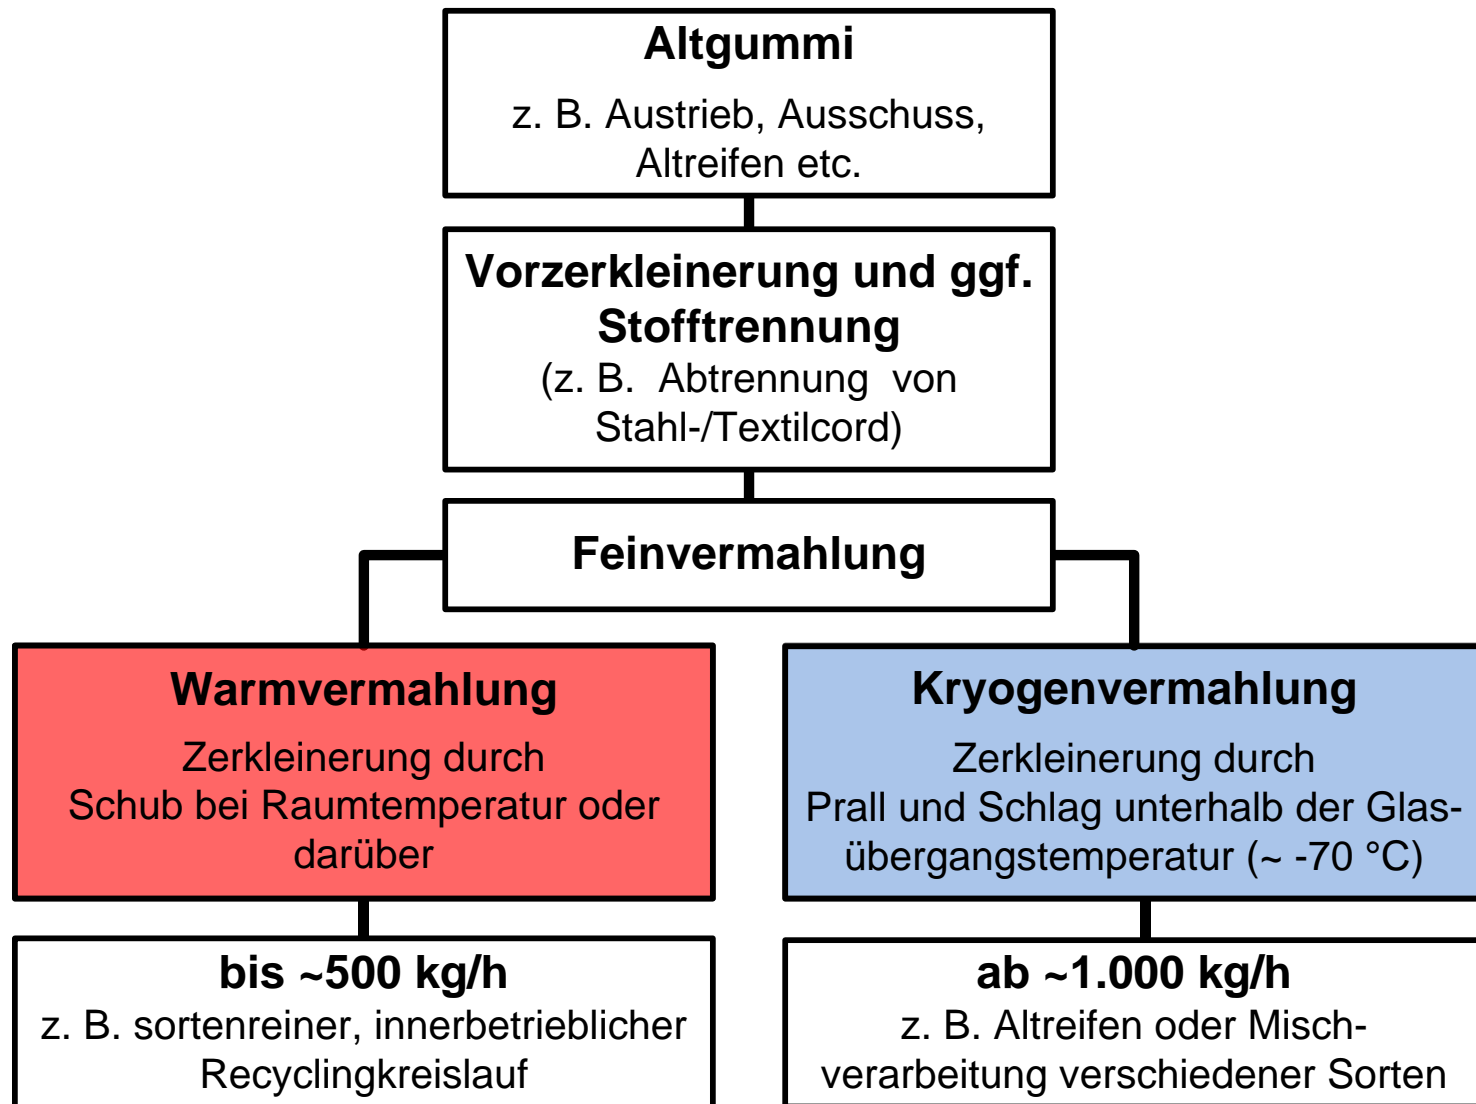 Altgummi
z. B. Austrieb, Ausschuss,
Altreifen etc.
Vorzerkleinerung und ggf.
Stofftrennung
(z. B. Abtrennung von
Stahl-/Textilcord)
Feinvermahlung
Warmvermahlung
Zerkleinerung durch
Schub bei Raumtemperatur oder
darüber
Kryogenvermahlung
Zerkleinerung durch
Prall und Schlag unterhalb der Glas-
übergangstemperatur (~ -70 °C)
bis ~500 kg/h
z. B. sortenreiner, innerbetrieblicher
Recyclingkreislauf
ab ~1.000 kg/h
z. B. Altreifen oder Misch-
verarbeitung verschiedener Sorten